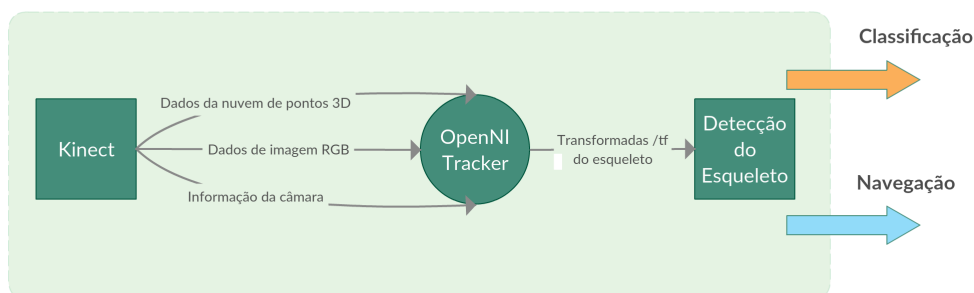 Classificação
Dados da nuvem de pontos 3D
Kinect
Dados de imagem RGB
Informação da câmara
OpenNI
Tracker
Transformadas /tf
do esqueleto
Detecção
do
Esqueleto
Navegação